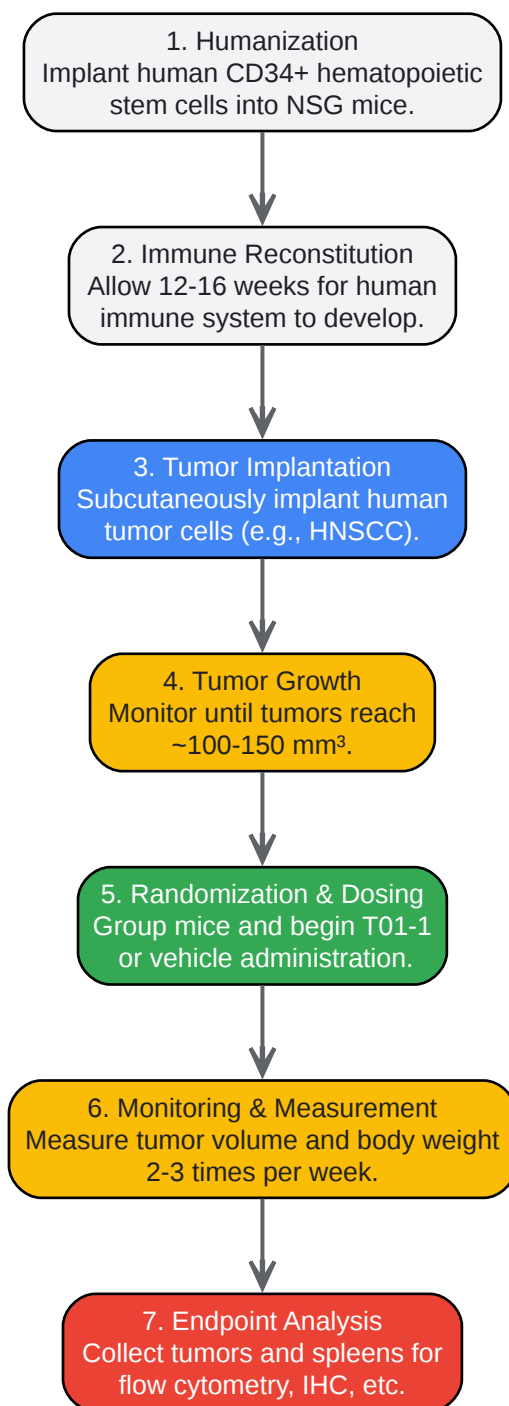 1. Humanization
Implant human CD34+ hematopoietic
stem cells into NSG mice.
2. Immune Reconstitution
Allow 12-16 weeks for human
immune system to develop.
3. Tumor Implantation
Subcutaneously implant human
tumor cells (e.g., HNSCC).
4. Tumor Growth
Monitor until tumors reach
~100-150 mm³.
5. Randomization & Dosing
Group mice and begin T01-1
or vehicle administration.
6. Monitoring & Measurement
Measure tumor volume and body weight
2-3 times per week.
7. Endpoint Analysis
Collect tumors and spleens for
flow cytometry, IHC, etc.